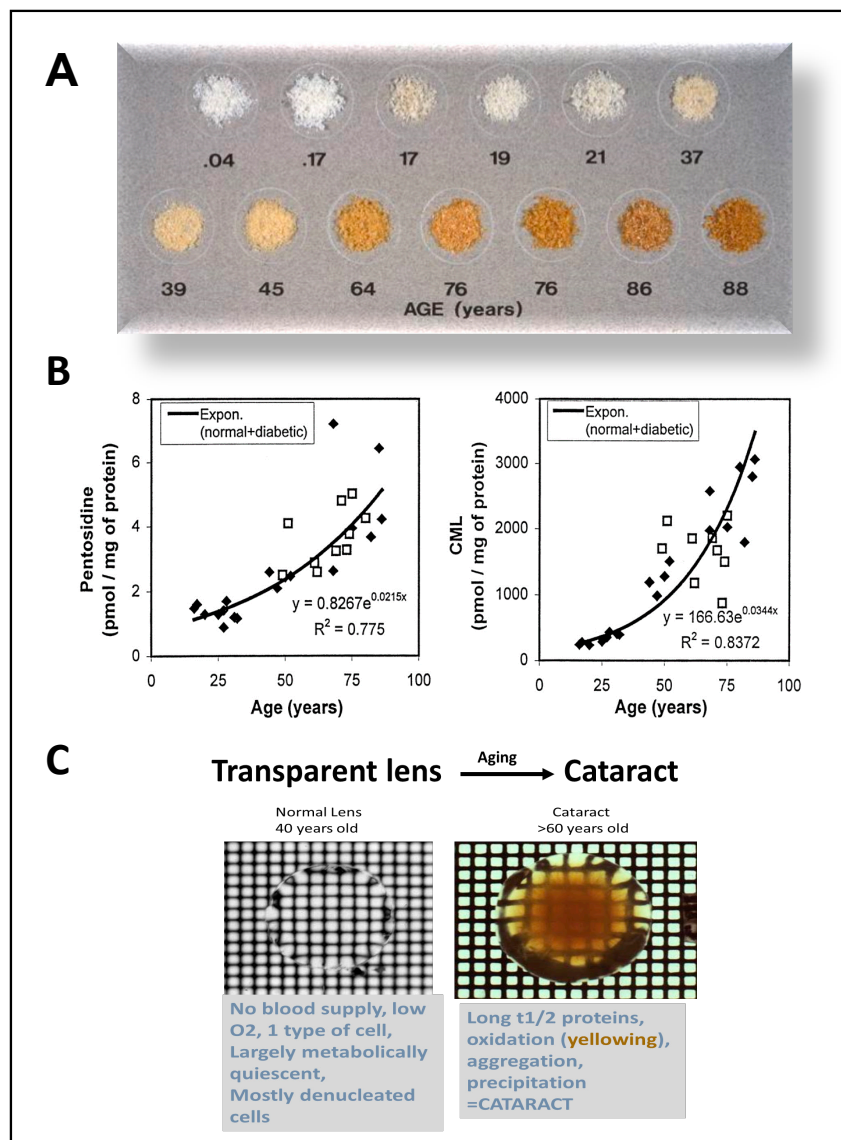 A
.04 .17 17 19 21 37
39 45 64 76 76 86 88
AGE (years)
B
8
6
4
2
0
Pentosidine
(pmol / mg of protein)
Expon.
(normal+diabetic)
y = 0.8267e^0.0215x
R² = 0.775
0 25 50 75 100
Age (years)
4000
3000
2000
1000
0
CML
(pmol / mg of protein)
Expon.
(normal+diabetic)
y = 166.63e^0.0344x
R² = 0.8372
0 25 50 75 100
Age (years)
C
Transparent lens Aging Cataract
Normal Lens
40 years old
Cataract
>60 years old
No blood supply, low
O2, 1 type of cell,
Largely metabolically
quiescent,
Mostly denucleated
cells
Long t1/2 proteins,
oxidation (yellowing),
aggregation,
precipitation
=CATARACT